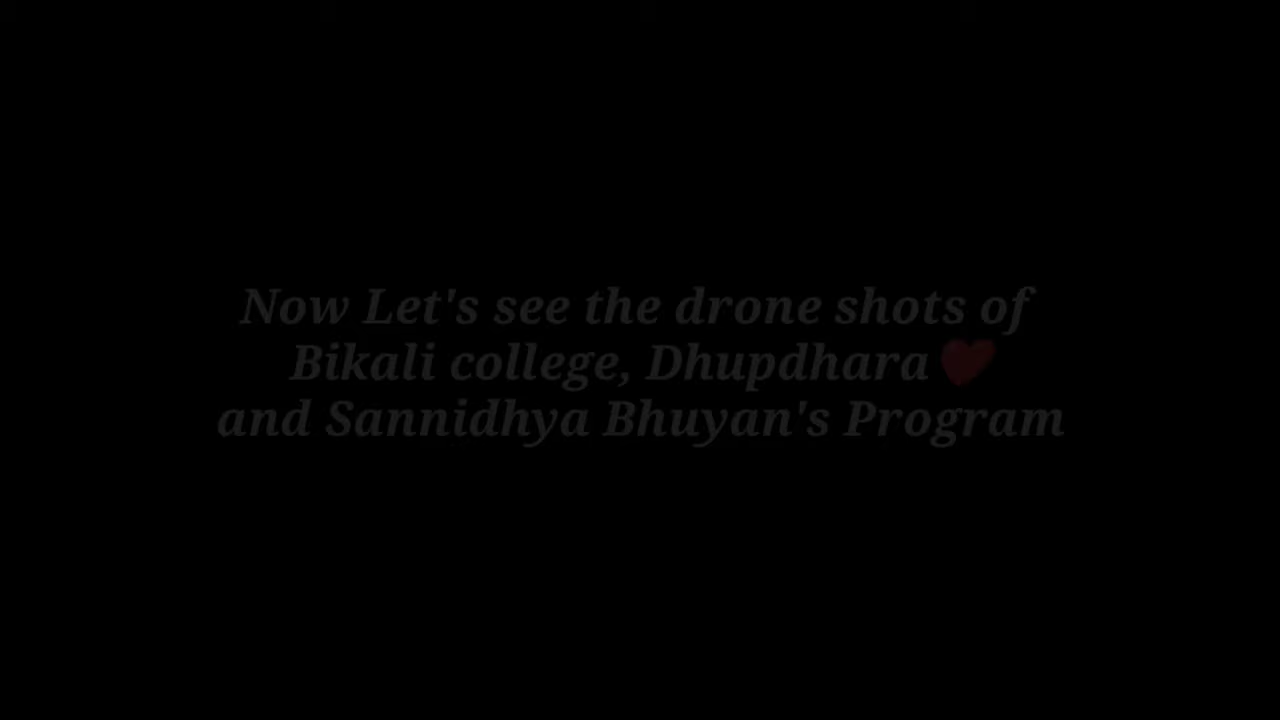 Now Let's see the drone shots of
Bikali college, Dhupdhara ❤️
and Sannidhya Bhuyan's Program